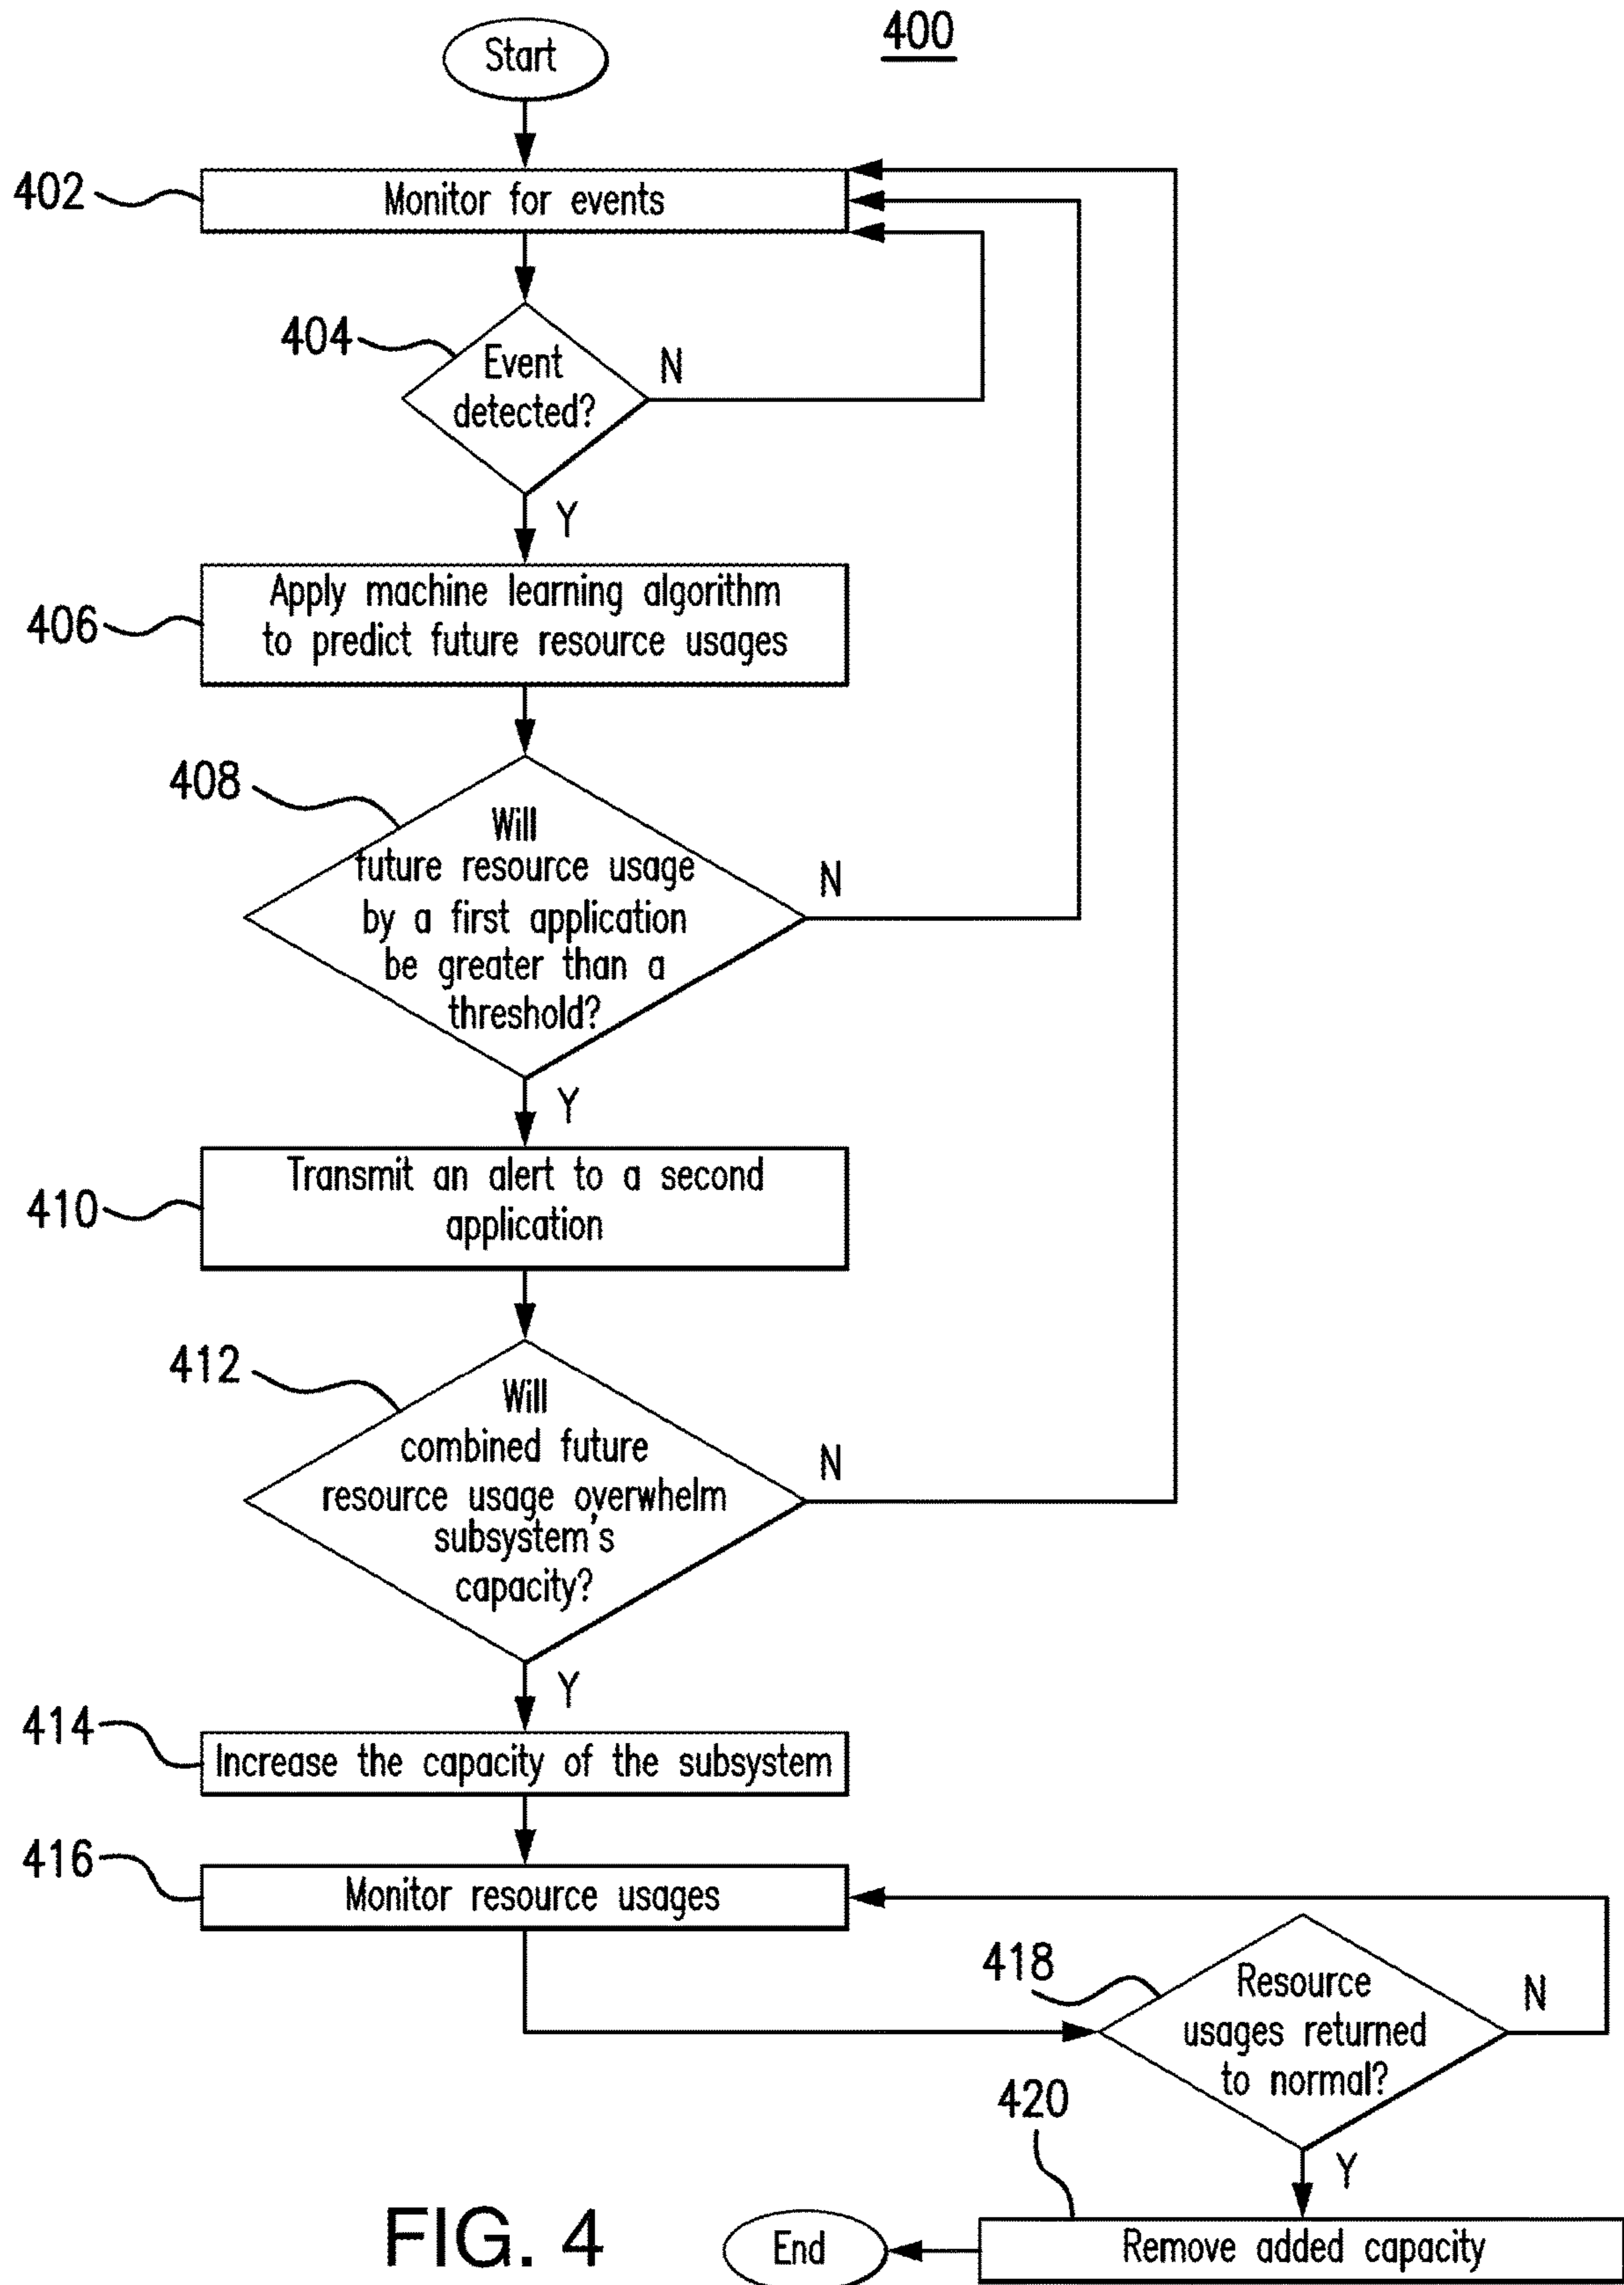 400
Start
402
Monitor for events
404
Event
detected?
N
Y
406
Apply machine learning algorithm
to predict future resource usages
408
Will
future resource usage
by a first application
be greater than a
threshold?
N
Y
410
Transmit an alert to a second
application
412
Will
combined future
resource usage overwhelm
subsystem's
capacity?
N
Y
414
Increase the capacity of the subsystem
416
Monitor resource usages
418
Resource
usages returned
to normal?
N
Y
420
Remove added capacity
End
FIG. 4